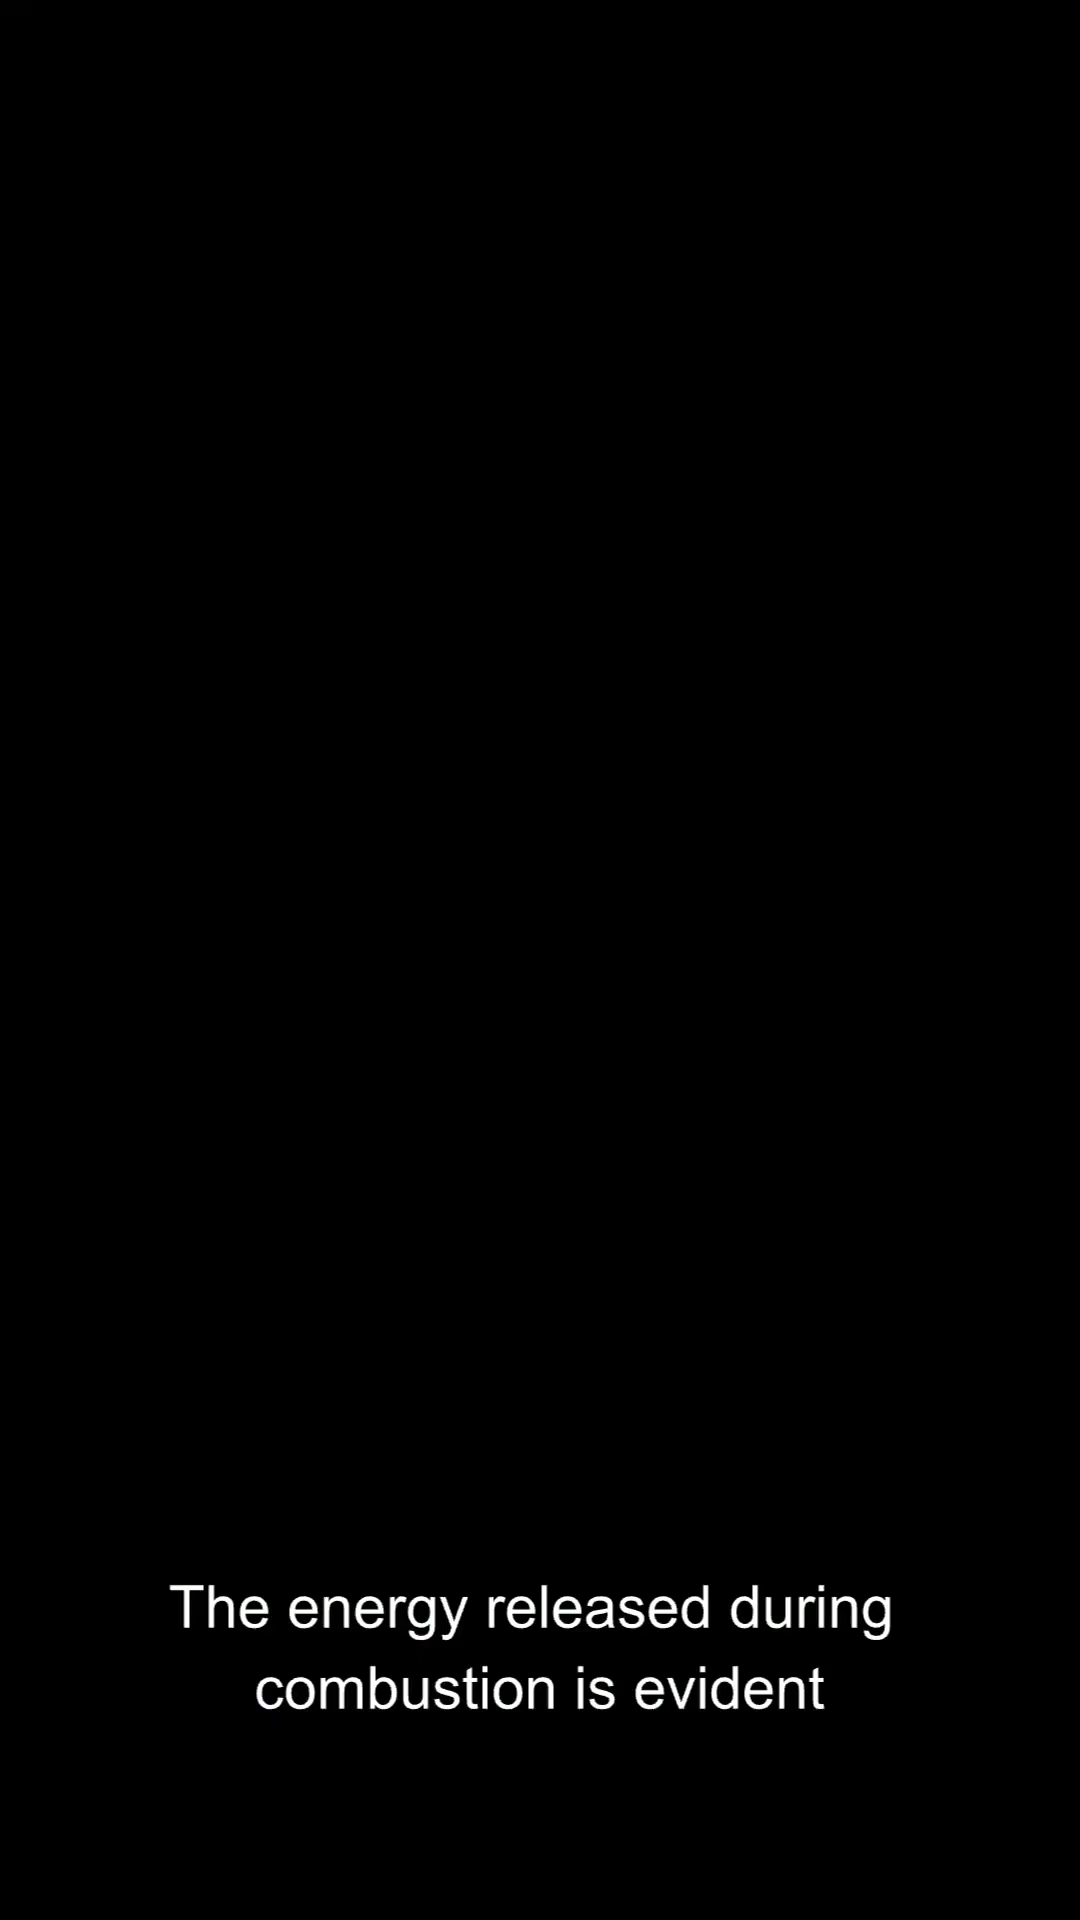 The energy released during
combustion is evident